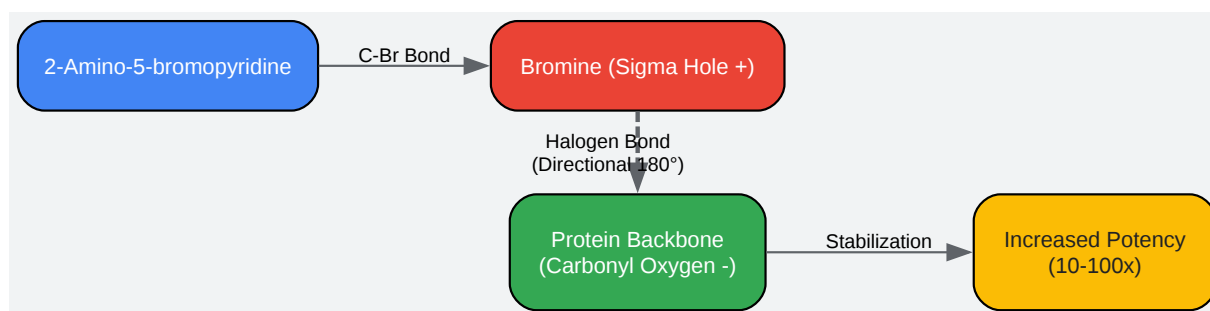 2-Amino-5-bromopyridine
C-Br Bond
Bromine (Sigma Hole +)
Halogen Bond
(Directional 180°)
Protein Backbone
(Carbonyl Oxygen -)
Stabilization
Increased Potency
(10-100x)